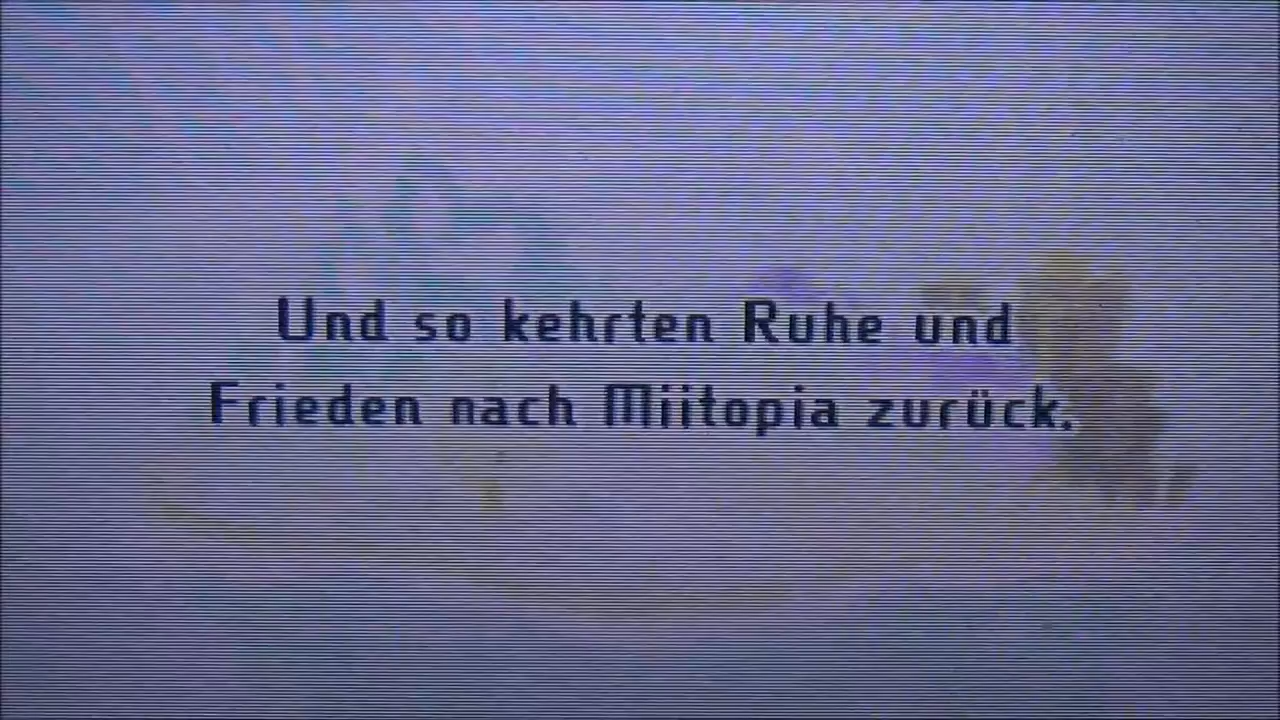 Und so kehrten Ruhe und
Frieden nach Miitopia zurück.